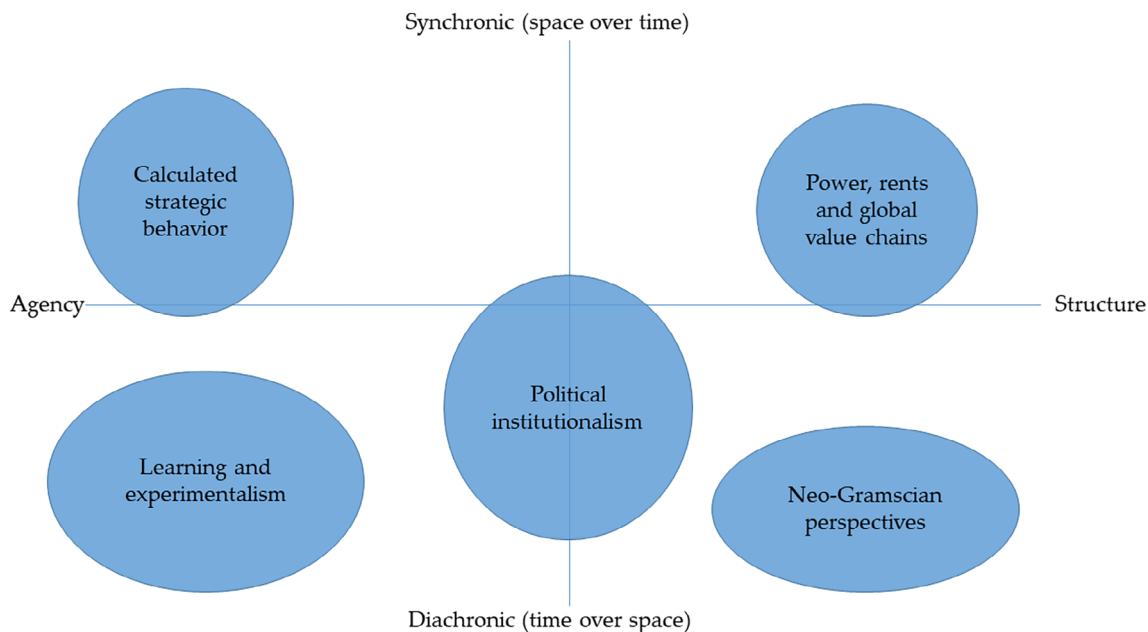 Synchronic (space over time)
Calculated
strategic
behavior
Power, rents
and global
value chains
Agency
Structure
Political
institutionalism
Learning and
experimentalism
Neo-Gramscian
perspectives
Diachronic (time over space)